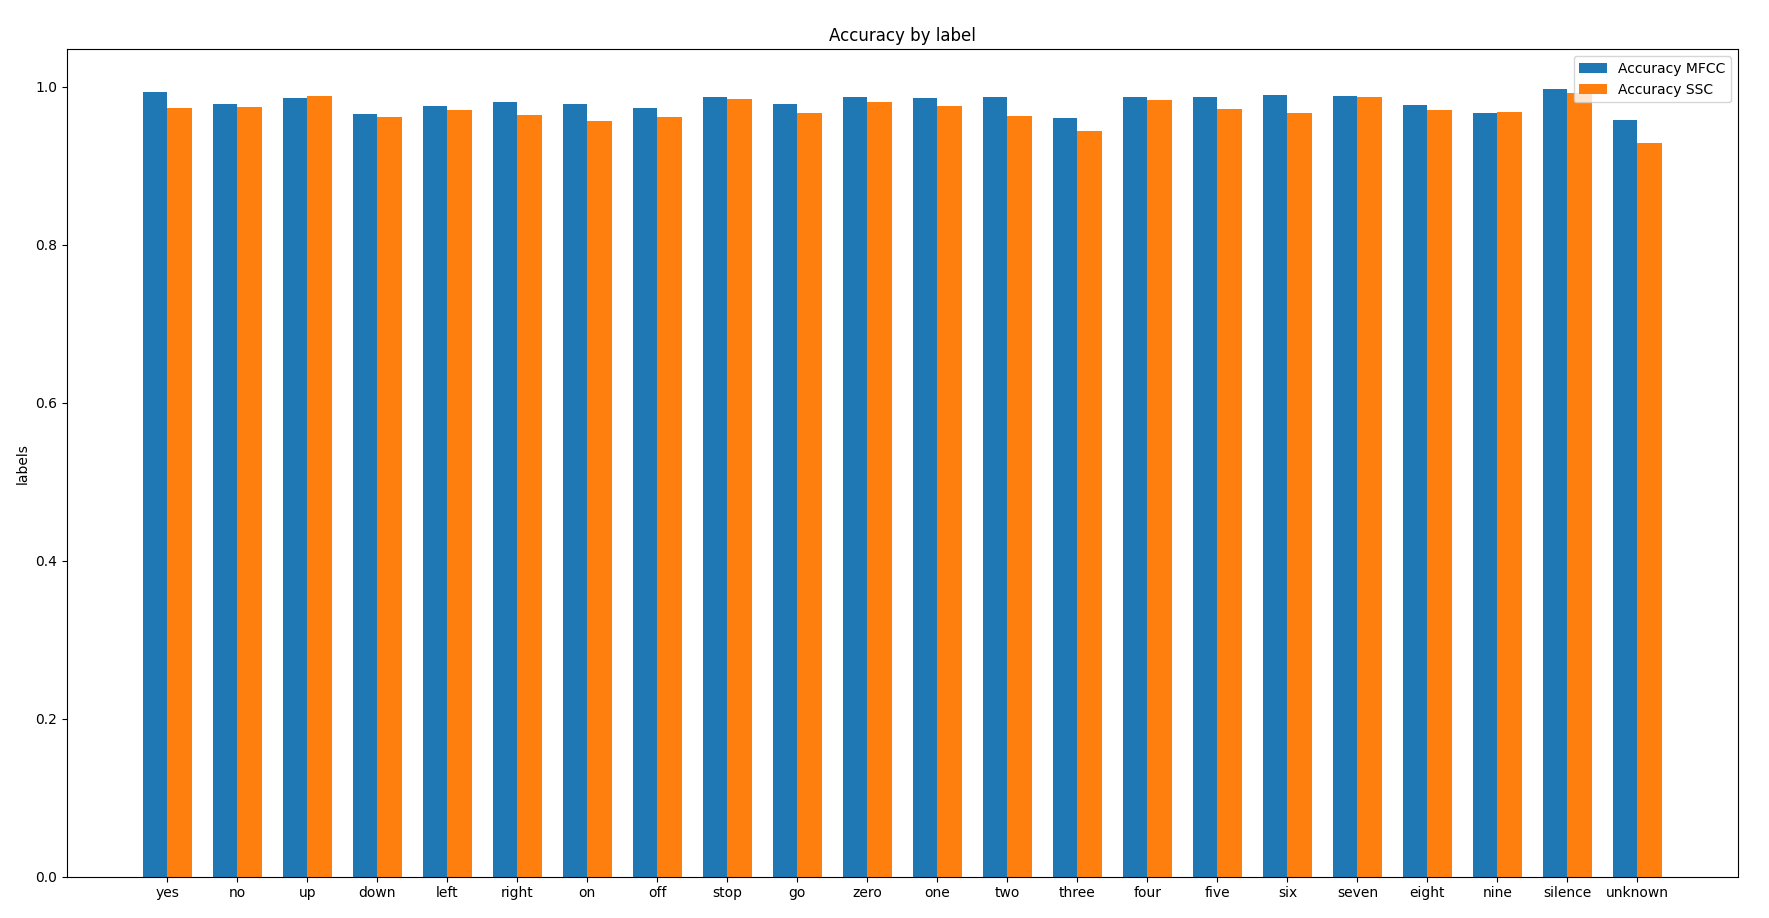 Accuracy by label
Accuracy MFCC
Accuracy SSC
1.0
0.8
0.6
0.4
0.2
0.0
labels
yes no up down left right on off stop go zero one two three four five six seven eight nine silence unknown